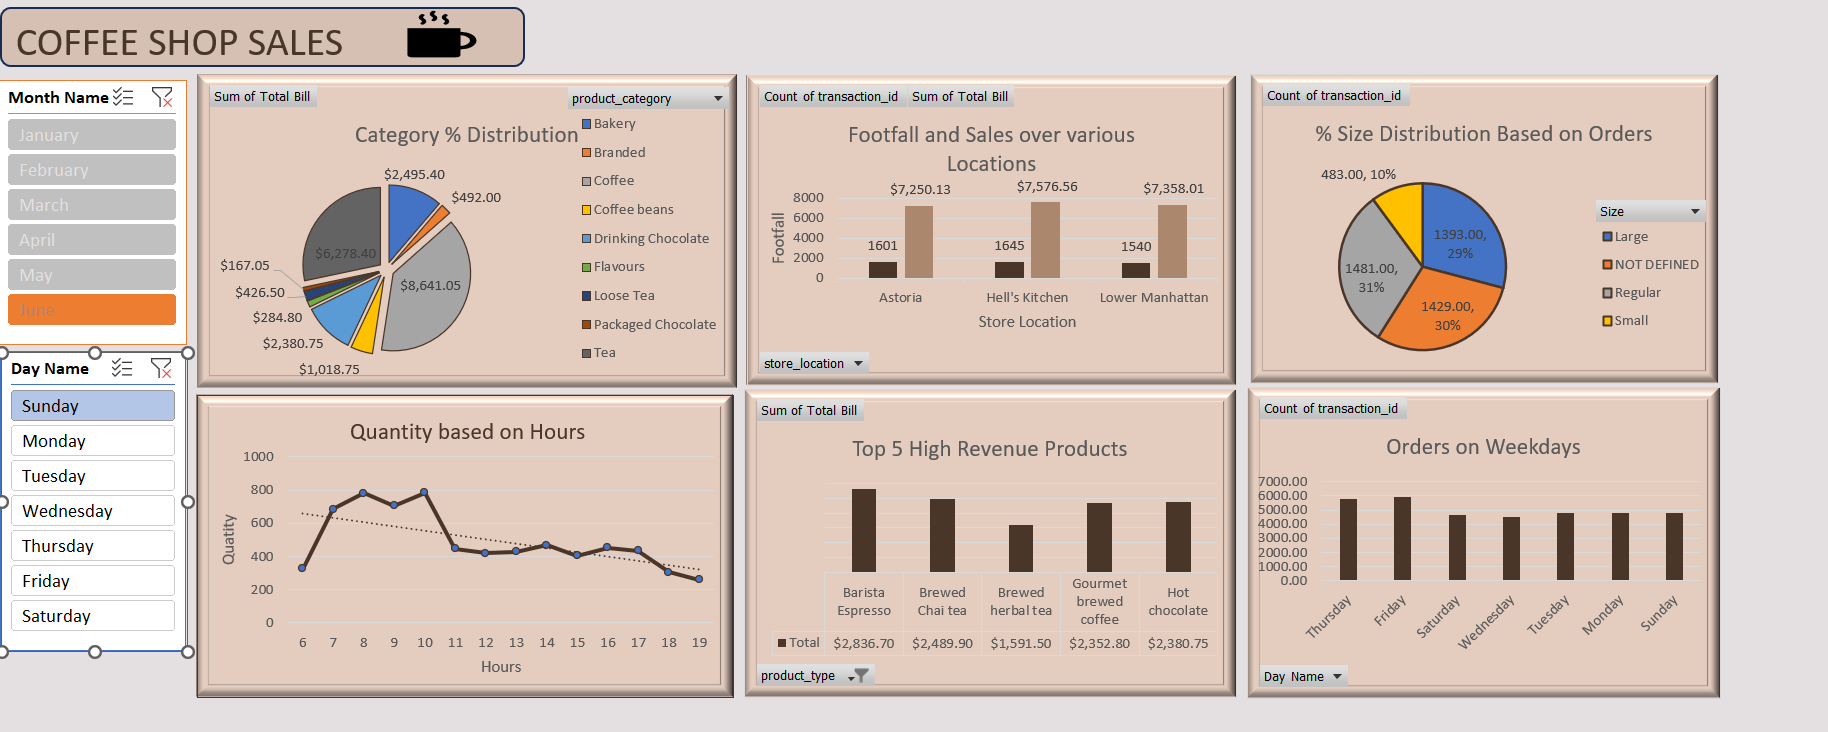 COFFEE SHOP SALES
Month Name
January
February
March
April
May
June
Day Name
Sunday
Monday
Tuesday
Wednesday
Thursday
Friday
Saturday
Sum of Total Bill
product_category
Category % Distribution
Bakery
Branded
Coffee
Coffee beans
Drinking Chocolate
Flavours
Loose Tea
Packaged Chocolate
Tea
$2,495.40
$492.00
$8,641.05
$1,018.75
$2,380.75
$284.80
$426.50
$167.05
$6,278.40
Count of transaction_id Sum of Total Bill
Footfall and Sales over various
Locations
Footfall
8000
6000
4000
2000
0
$7,250.13
$7,576.56
$7,358.01
1601
1645
1540
Astoria
Hell's Kitchen
Lower Manhattan
Store Location
store_location
Count of transaction_id
% Size Distribution Based on Orders
483.00, 10%
1393.00,
29%
1481.00,
31%
1429.00,
30%
Size
Large
NOT DEFINED
Regular
Small
Quantity based on Hours
Quatity
1000
800
600
400
200
0
6 7 8 9 10 11 12 13 14 15 16 17 18 19
Hours
Sum of Total Bill
Top 5 High Revenue Products
Barista
Espresso
Brewed
Chai tea
Brewed
herbal tea
Gourmet
brewed
coffee
Hot
chocolate
Total $2,836.70 $2,489.90 $1,591.50 $2,352.80 $2,380.75
product_type
Count of transaction_id
Orders on Weekdays
7000.00
6000.00
5000.00
4000.00
3000.00
2000.00
1000.00
0.00
Thursday
Friday
Saturday
Wednesday
Tuesday
Monday
Sunday
Day Name